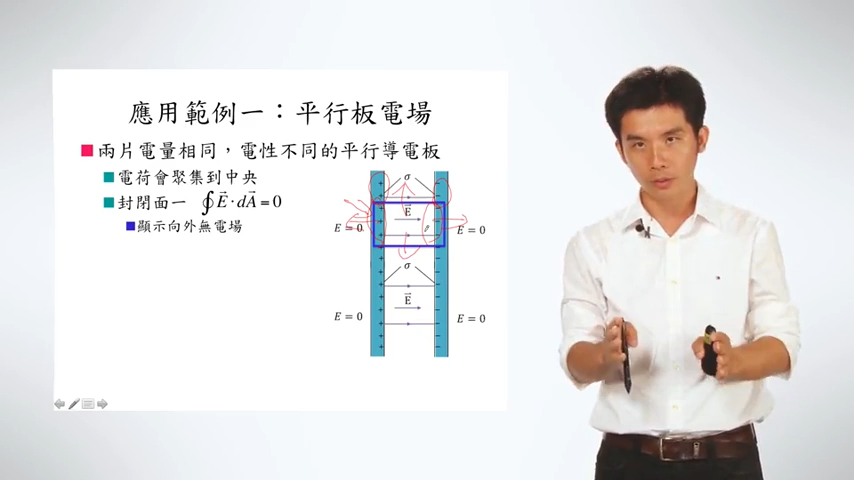 應用範例一：平行板電場
■兩片電量相同，電性不同的平行導電板
■電荷會聚集到中央
■封閉面一 ∮E⃗·dA⃗=0
■顯示向外無電場
σ
E⃗
E = 0
E = 0
σ
E⃗
E = 0
E = 0